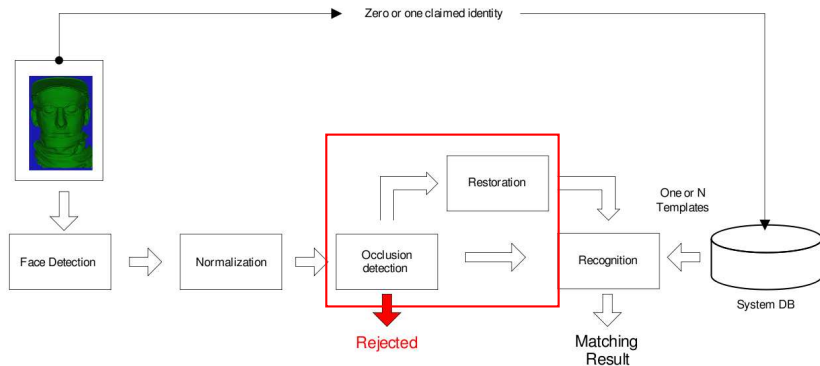 Zero or one claimed identity
Restoration
One or N
Templates
Face Detection
Normalization
Occlusion
detection
Recognition
System DB
Rejected
Matching
Result